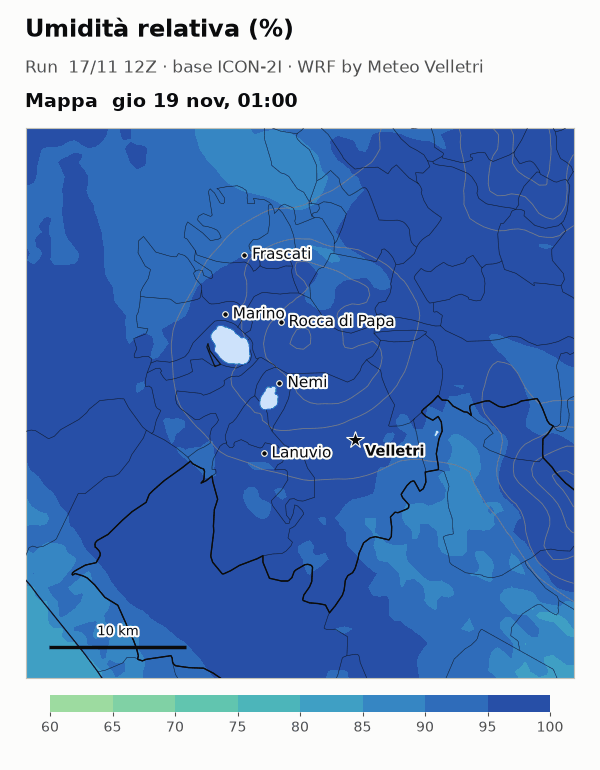 Umidità relativa (%)
Run  17/11 12Z · base ICON-2I · WRF by Meteo Velletri
Mappa  gio 19 nov, 01:00
Frascati
Marino
Rocca di Papa
Nemi
Velletri
Lanuvio
10 km
60 65 70 75 80 85 90 95 100